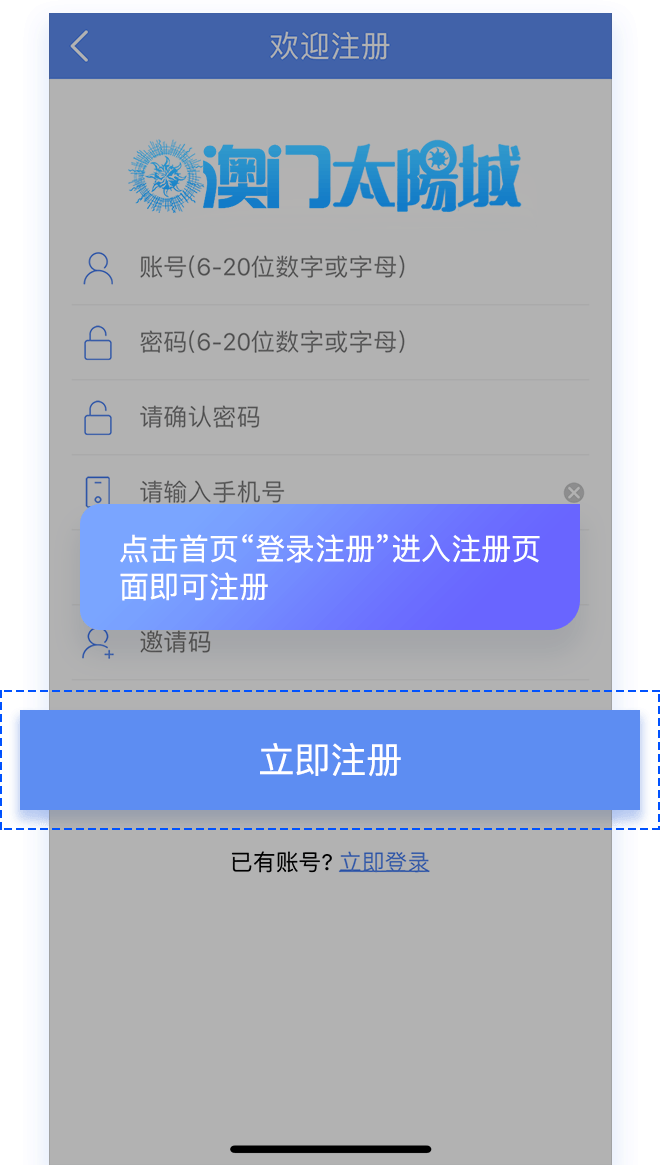 欢迎注册
澳门太陽城
账号(6-20位数字或字母)
密码(6-20位数字或字母)
请确认密码
请输入手机号
点击首页“登录注册”进入注册页
面即可注册
邀请码
立即注册
已有账号? 立即登录